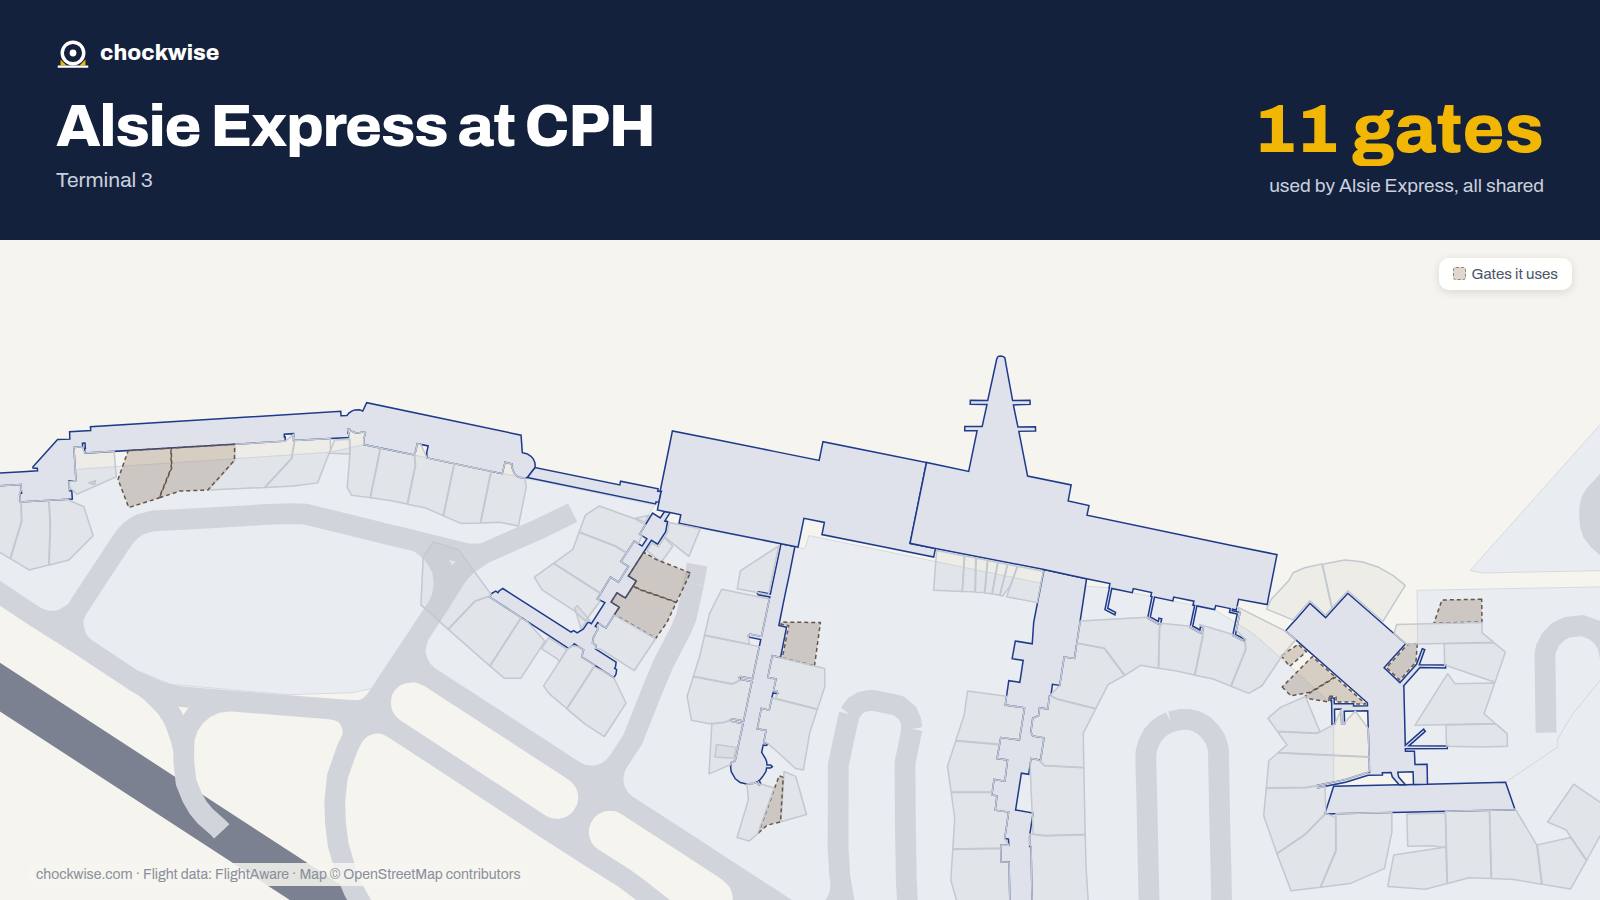 chockwise
Alsie Express at CPH
Terminal 3
11 gates
used by Alsie Express, all shared
Gates it uses
chockwise.com · Flight data: FlightAware · Map © OpenStreetMap contributors